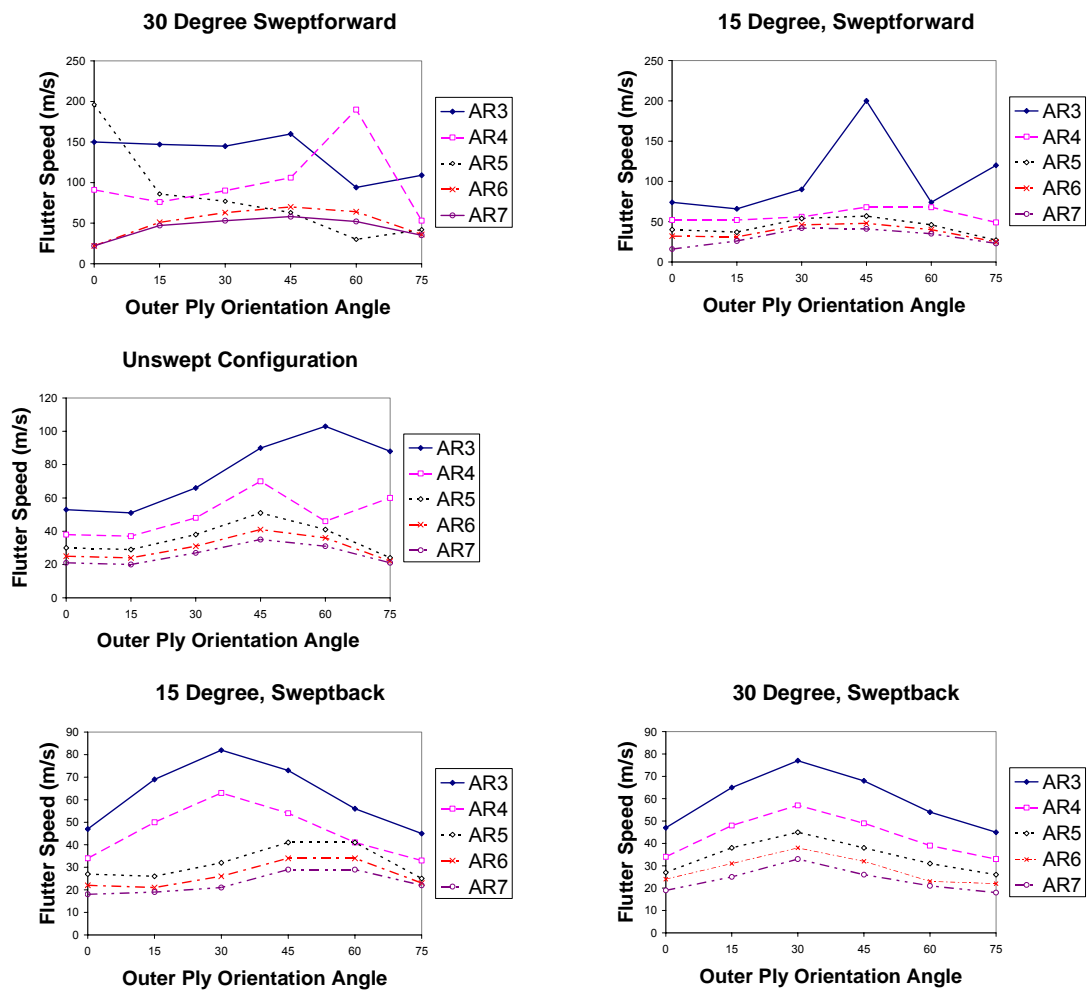 30 Degree Sweptforward
Flutter Speed (m/s)
250
200
150
100
50
0
0 15 30 45 60 75
Outer Ply Orientation Angle
AR3
AR4
AR5
AR6
AR7
15 Degree, Sweptforward
Flutter Speed (m/s)
250
200
150
100
50
0
0 15 30 45 60 75
Outer Ply Orientation Angle
AR3
AR4
AR5
AR6
AR7
Unswept Configuration
Flutter Speed (m/s)
120
100
80
60
40
20
0
0 15 30 45 60 75
Outer Ply Orientation Angle
AR3
AR4
AR5
AR6
AR7
15 Degree, Sweptback
Flutter Speed (m/s)
90
80
70
60
50
40
30
20
10
0
0 15 30 45 60 75
Outer Ply Orientation Angle
AR3
AR4
AR5
AR6
AR7
30 Degree, Sweptback
Flutter Speed (m/s)
90
80
70
60
50
40
30
20
10
0
0 15 30 45 60 75
Outer Ply Orientation Angle
AR3
AR4
AR5
AR6
AR7